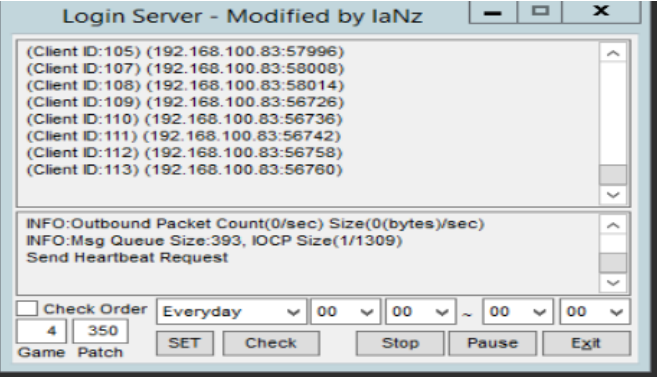 Login Server - Modified by IaNz
(Client ID:105) (192.168.100.83:57996)
(Client ID:107) (192.168.100.83:58008)
(Client ID:108) (192.168.100.83:58014)
(Client ID:109) (192.168.100.83:56726)
(Client ID:110) (192.168.100.83:56736)
(Client ID:111) (192.168.100.83:56742)
(Client ID:112) (192.168.100.83:56758)
(Client ID:113) (192.168.100.83:56760)
INFO:Outbound Packet Count(0/sec) Size(0(bytes)/sec)
INFO:Msg Queue Size:393, IOCP Size(1/1309)
Send Heartbeat Request
Check Order Everyday 00 00 ~ 00 00
4 350
Game Patch SET Check Stop Pause Exit